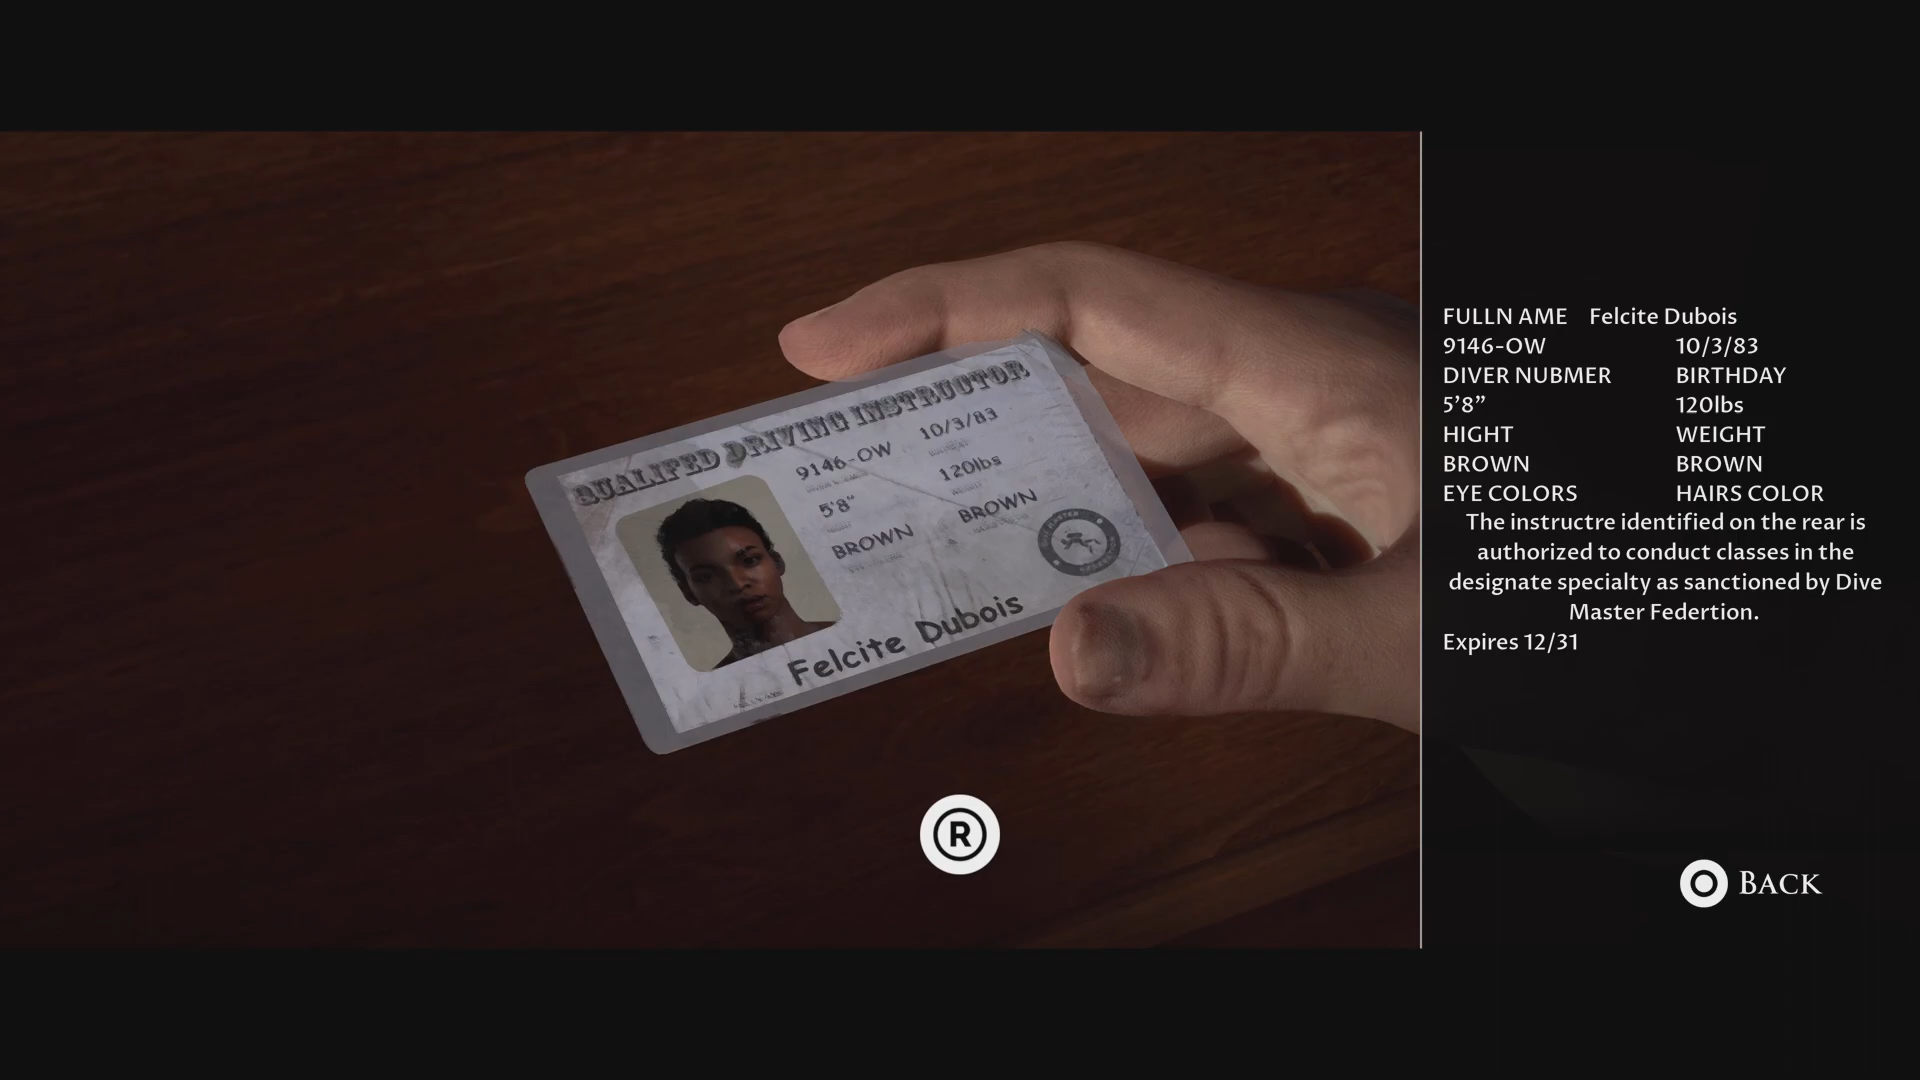 QUALIFED DRIVING INSTRUCTOR
9146-OW 10/3/83
5'8" 120lbs
BROWN BROWN
Felcite Dubois
FULLN AME Felcite Dubois
9146-OW 10/3/83
DIVER NUBMER BIRTHDAY
5'8” 120lbs
HIGHT WEIGHT
BROWN BROWN
EYE COLORS HAIRS COLOR
The instructre identified on the rear is
authorized to conduct classes in the
designate specialty as sanctioned by Dive
Master Federtion.
Expires 12/31
R
BACK